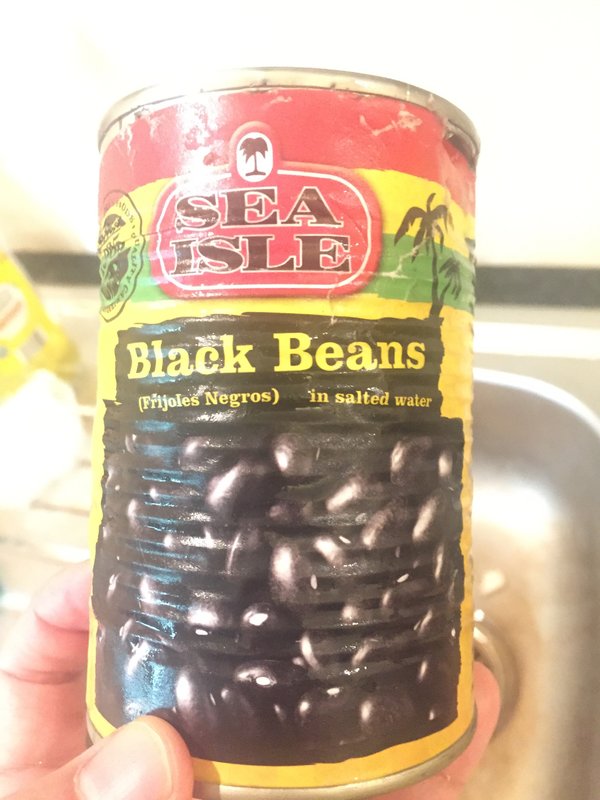 SEA
ISLE
Black Beans
(Frijoles Negros) in salted water